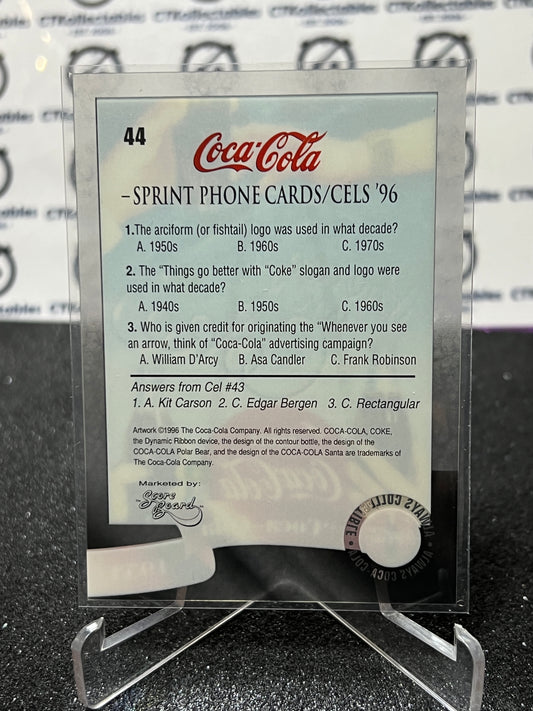 CTKollectables
44
Coca-Cola
–SPRINT PHONE CARDS/CELS '96
1.The arciform (or fishtail) logo was used in what decade?
A. 1950s B. 1960s C. 1970s
2. The "Things go better with "Coke" slogan and logo were
used in what decade?
A. 1940s B. 1950s C. 1960s
3. Who is given credit for originating the "Whenever you see
an arrow, think of "Coca-Cola" advertising campaign?
A. William D'Arcy B. Asa Candler C. Frank Robinson
Answers from Cel #43
1. A. Kit Carson 2. C. Edgar Bergen 3. C. Rectangular
Artwork ©1996 The Coca-Cola Company. All rights reserved. COCA-COLA, COKE,
the Dynamic Ribbon device, the design of the contour bottle, the design of the
COCA-COLA Polar Bear, and the design of the COCA-COLA Santa are trademarks of
The Coca-Cola Company.
Marketed by:
Score
Board
ALWAYS COLLECTIBLE • ALWAYS COCA-COLA •